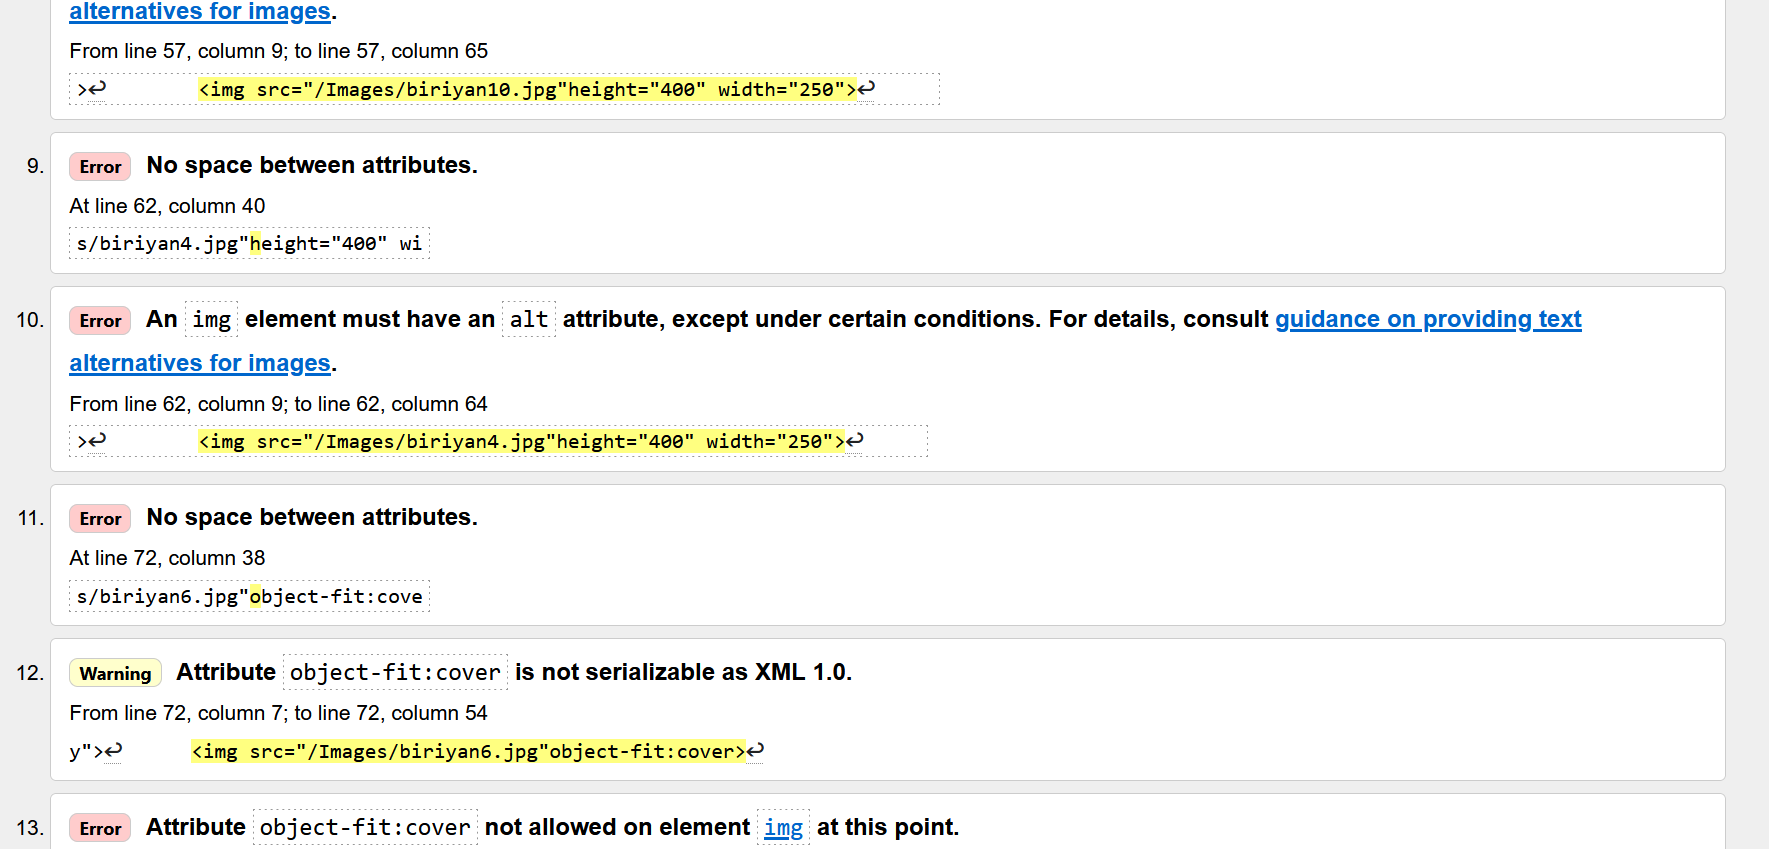 alternatives for images.
From line 57, column 9; to line 57, column 65
>↩        <img src="/Images/biriyan10.jpg"height="400" width="250">↩
9. Error No space between attributes.
At line 62, column 40
s/biriyan4.jpg"height="400" wi
10. Error An img element must have an alt attribute, except under certain conditions. For details, consult guidance on providing text
alternatives for images.
From line 62, column 9; to line 62, column 64
>↩        <img src="/Images/biriyan4.jpg"height="400" width="250">↩
11. Error No space between attributes.
At line 72, column 38
s/biriyan6.jpg"object-fit:cove
12. Warning Attribute object-fit:cover is not serializable as XML 1.0.
From line 72, column 7; to line 72, column 54
y">↩      <img src="/Images/biriyan6.jpg"object-fit:cover>↩
13. Error Attribute object-fit:cover not allowed on element img at this point.